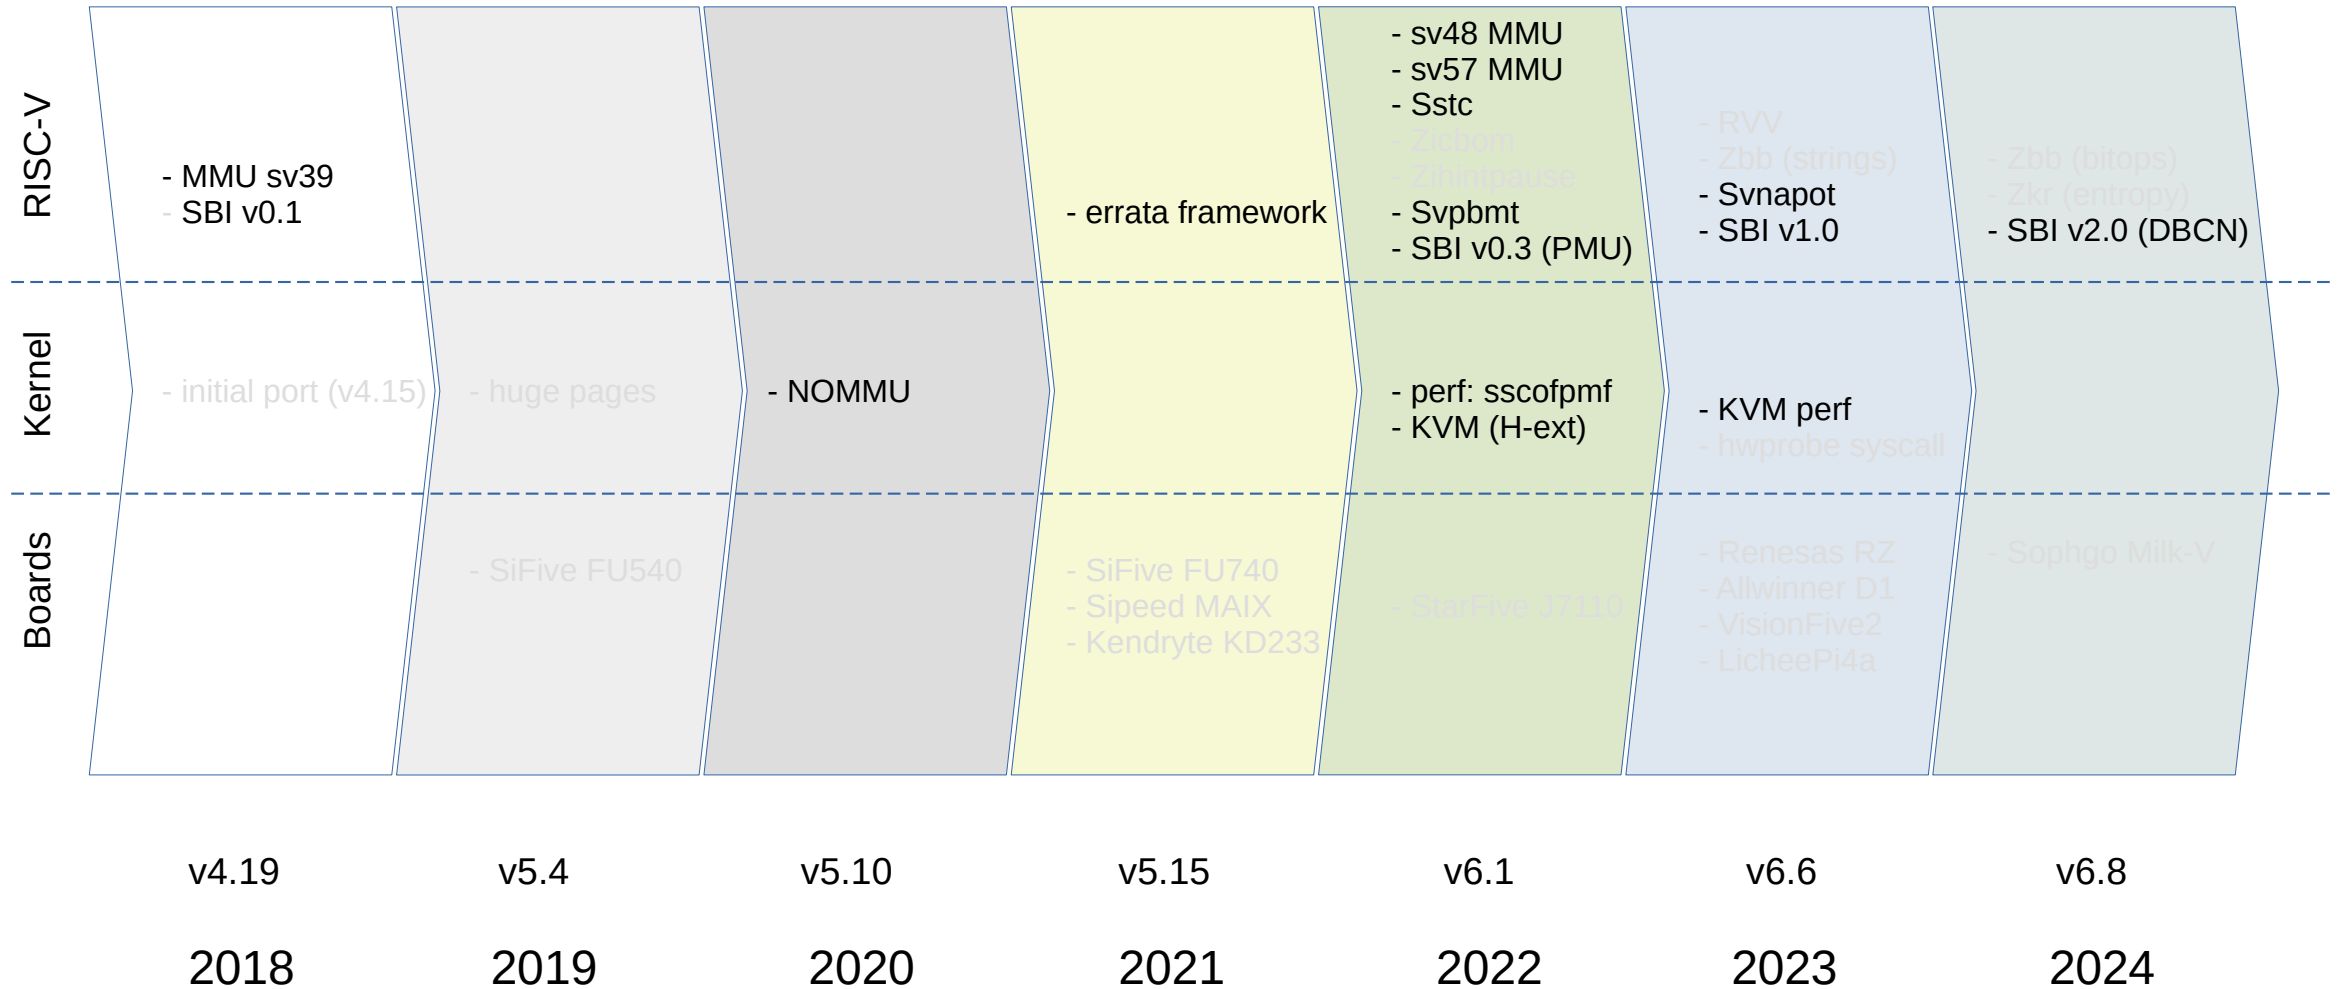 RISC-V
- MMU sv39
- SBI v0.1
- errata framework
- sv48 MMU
- sv57 MMU
- Sstc
- Zicbom
- Zihintpause
- Svpbmt
- SBI v0.3 (PMU)
- RVV
- Zbb (strings)
- Svnapot
- SBI v1.0
- Zbb (bitops)
- Zkr (entropy)
- SBI v2.0 (DBCN)
Kernel
- initial port (v4.15)
- huge pages
- NOMMU
- perf: sscofpmf
- KVM (H-ext)
- KVM perf
- hwprobe syscall
Boards
- SiFive FU540
- SiFive FU740
- Sipeed MAIX
- Kendryte KD233
- StarFive J7110
- Renesas RZ
- Allwinner D1
- VisionFive2
- LicheePi4a
- Sophgo Milk-V
v4.19
v5.4
v5.10
v5.15
v6.1
v6.6
v6.8
2018
2019
2020
2021
2022
2023
2024